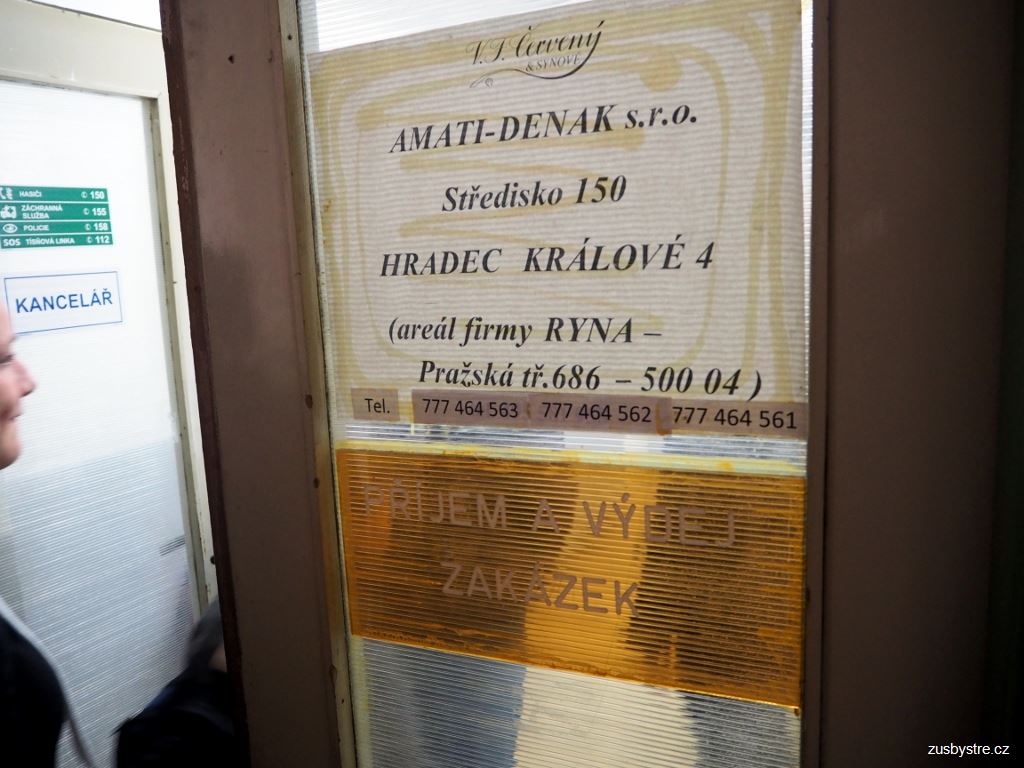 V.F. Červený
& SYNOVÉ
AMATI-DENAK s.r.o.
Středisko 150
HRADEC KRÁLOVÉ 4
(areál firmy RYNA –
Pražská tř.686 – 500 04 )
Tel. 777 464 563 777 464 562 777 464 561
PŘÍJEM A VÝDEJ
ZAKÁZEK
HASIČI 150
ZÁCHRANNÁ SLUŽBA 155
POLICIE 158
SOS TÍSŇOVÁ LINKA 112
KANCELÁŘ
zusbystre.cz